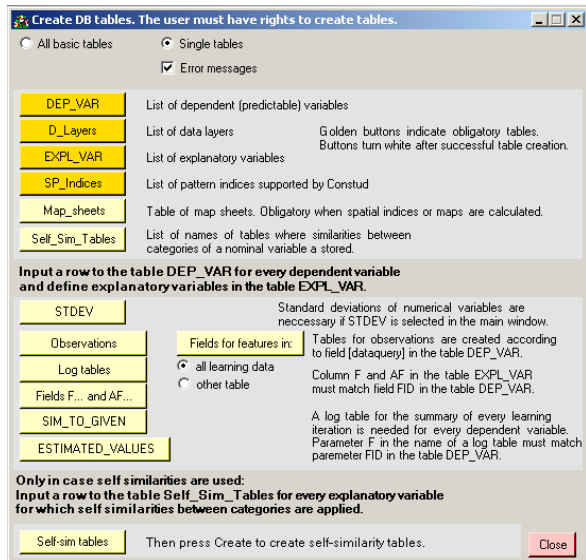 Create DB tables. The user must have rights to create tables.
All basic tables
Single tables
Error messages
DEP_VAR
List of dependent (predictable) variables
D_Layers
List of data layers
Golden buttons indicate obligatory tables.
Buttons turn white after successful table creation.
EXPL_VAR
List of explanatory variables
SP_Indices
List of pattern indices supported by Constud
Map_sheets
Table of map sheets. Obligatory when spatial indices or maps are calculated.
Self_Sim_Tables
List of names of tables where similarities between
categories of a nominal variable a stored.
Input a row to the table DEP_VAR for every dependent variable
and define explanatory variables in the table EXPL_VAR.
STDEV
Standard deviations of numerical variables are
neccessary if STDEV is selected in the main window.
Observations
Fields for features in:
Tables for observations are created according
to field [dataquery] in the table DEP_VAR.
Log tables
all learning data
other table
Column F and AF in the table EXPL_VAR
must match field FID in the table DEP_VAR.
Fields F... and AF...
SIM_TO_GIVEN
A log table for the summary of every learning
iteration is needed for every dependent variable.
Parameter F in the name of a log table must match
paremeter FID in the table DEP_VAR.
ESTIMATED_VALUES
Only in case self similarities are used:
Input a row to the table Self_Sim_Tables for every explanatory variable
for which self similarities between categories are applied.
Self-sim tables
Then press Create to create self-similarity tables.
Close